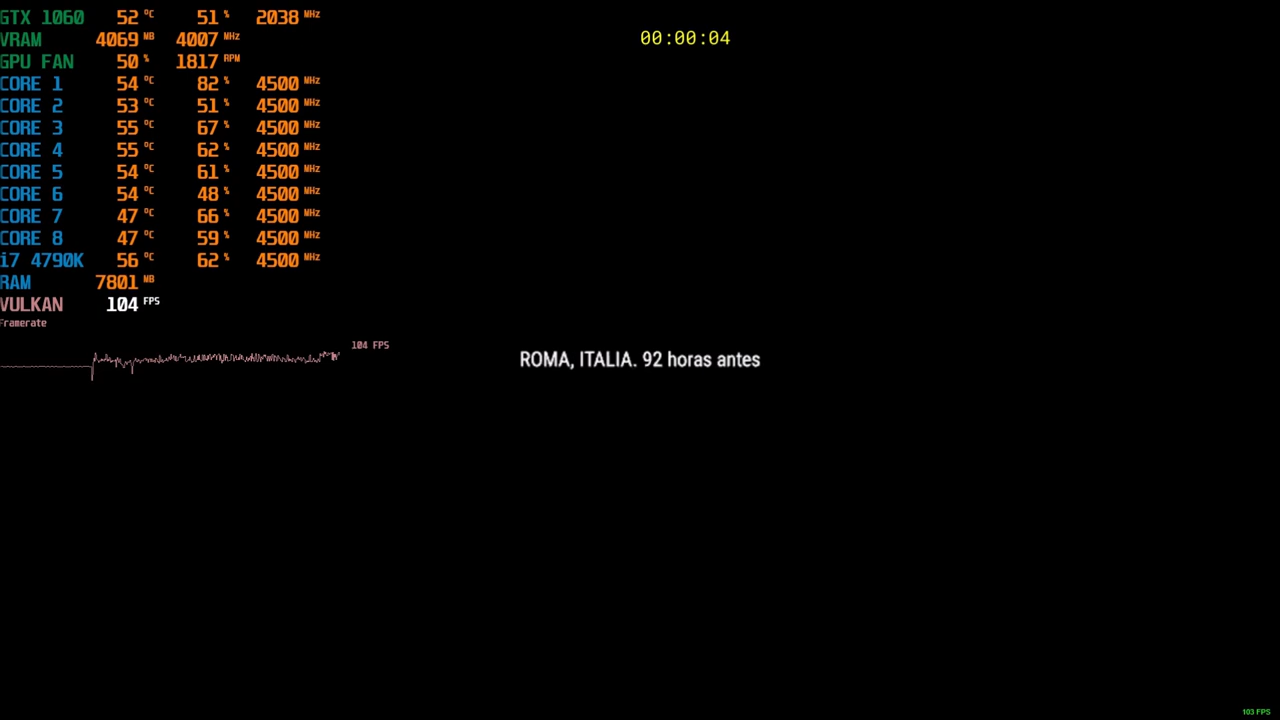 GTX 1060 52 °C 51 % 2038 MHz
00:00:04
VRAM 4069 MB 4007 MHz
GPU FAN 50 % 1817 RPM
CORE 1 54 °C 82 % 4500 MHz
CORE 2 53 °C 51 % 4500 MHz
CORE 3 55 °C 67 % 4500 MHz
CORE 4 55 °C 62 % 4500 MHz
CORE 5 54 °C 61 % 4500 MHz
CORE 6 54 °C 48 % 4500 MHz
CORE 7 47 °C 66 % 4500 MHz
CORE 8 47 °C 59 % 4500 MHz
i7 4790K 56 °C 62 % 4500 MHz
RAM 7801 MB
VULKAN 104 FPS
Framerate
104 FPS
ROMA, ITALIA. 92 horas antes
103 FPS